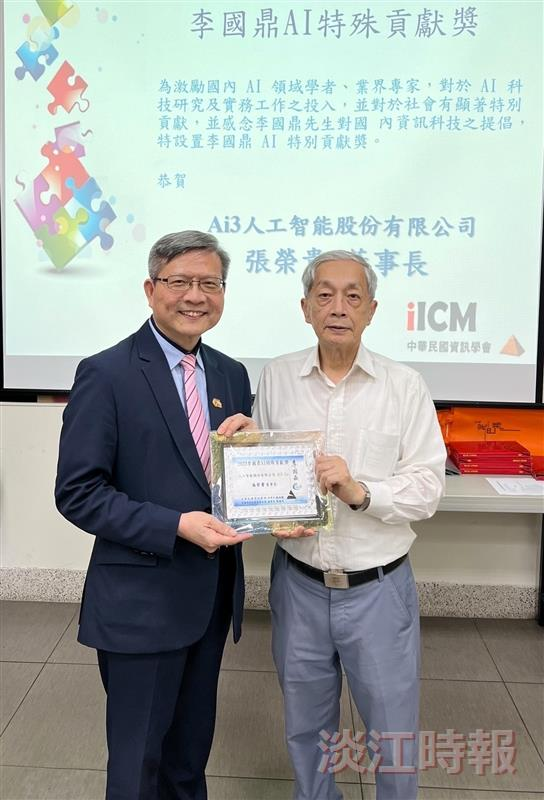 李國鼎AI特殊貢獻獎
為激勵國內 AI 領域學者、業界專家，對於 AI 科
技研究及實務工作之投入，並對於社會有顯著特別
貢獻，並感念李國鼎先生對國 內資訊科技之提倡，
特設置李國鼎 AI 特別貢獻獎。
恭賀
Ai3人工智能股份有限公司
張榮貴 董事長
iICM
中華民國資訊學會
淡江時報